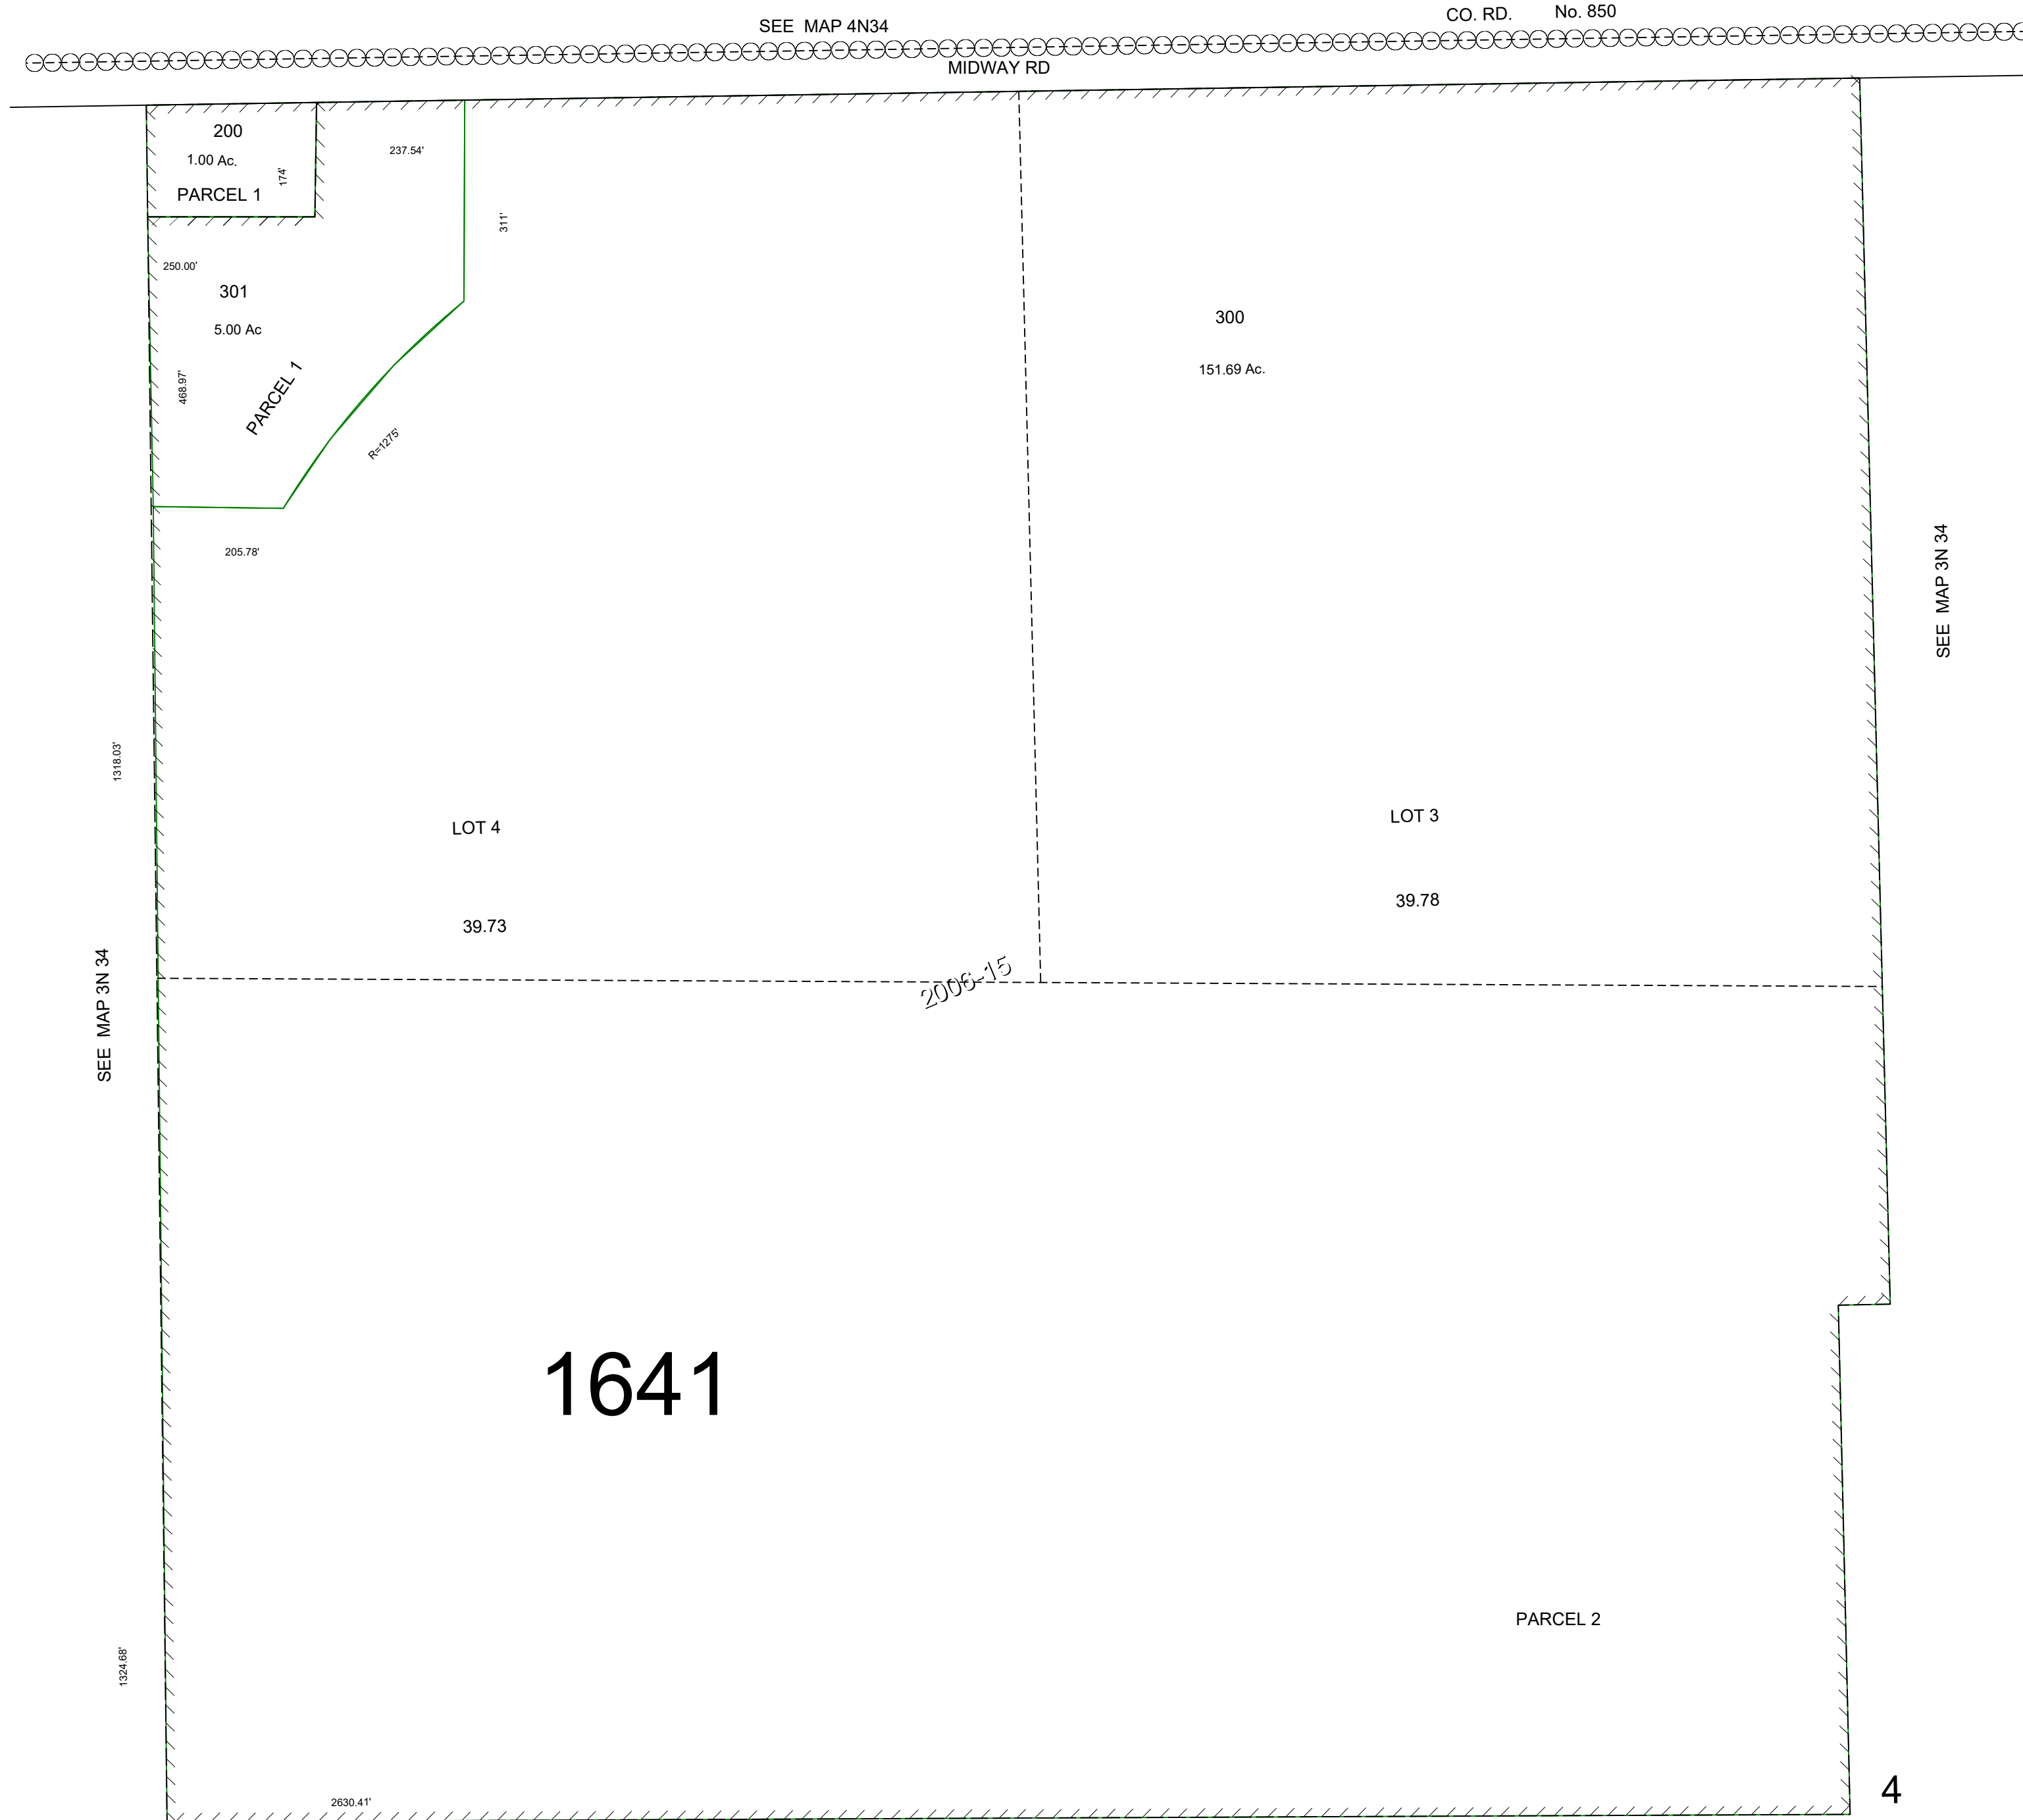 SEE MAP 4N34
CO. RD. No. 850
MIDWAY RD
200
1.00 Ac.
174'
PARCEL 1
237.54'
311'
250.00'
301
5.00 Ac
468.97'
PARCEL 1
R=1275'
205.78'
300
151.69 Ac.
SEE MAP 3N 34
1318.03'
LOT 4
39.73
LOT 3
39.78
2006-15
SEE MAP 3N 34
1641
1324.68'
PARCEL 2
2630.41'
4